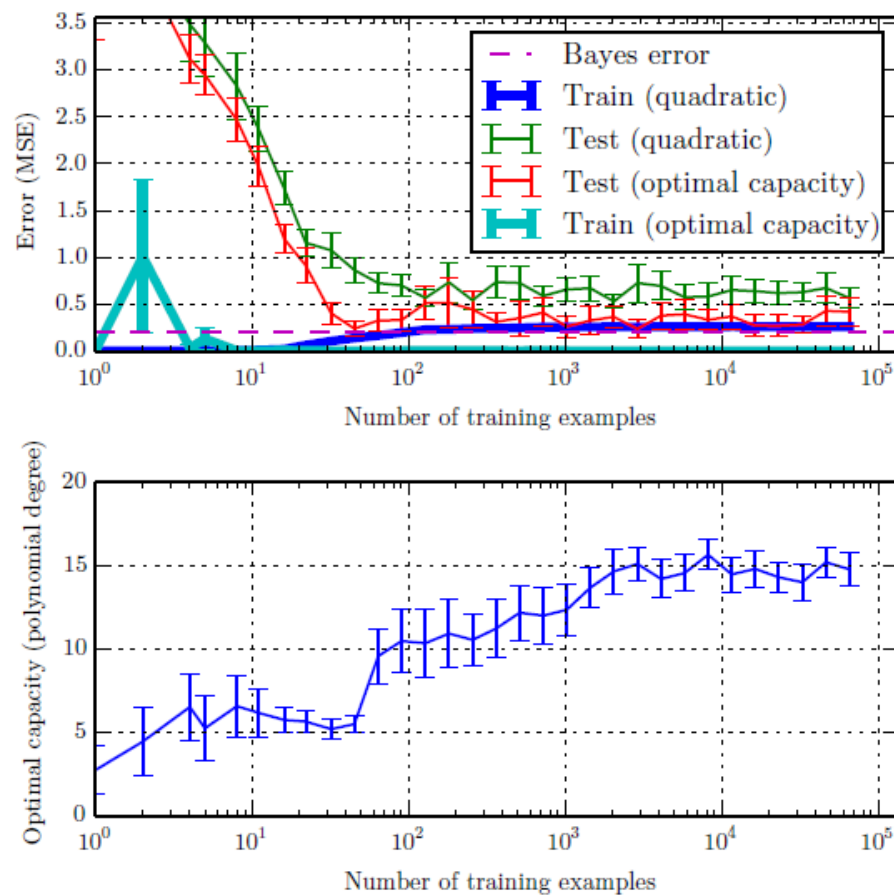 3.5
3.0
2.5
2.0
1.5
1.0
0.5
0.0
Error (MSE)
Bayes error
Train (quadratic)
Test (quadratic)
Test (optimal capacity)
Train (optimal capacity)
10⁰ 10¹ 10² 10³ 10⁴ 10⁵
Number of training examples
20
15
10
5
0
Optimal capacity (polynomial degree)
10⁰ 10¹ 10² 10³ 10⁴ 10⁵
Number of training examples